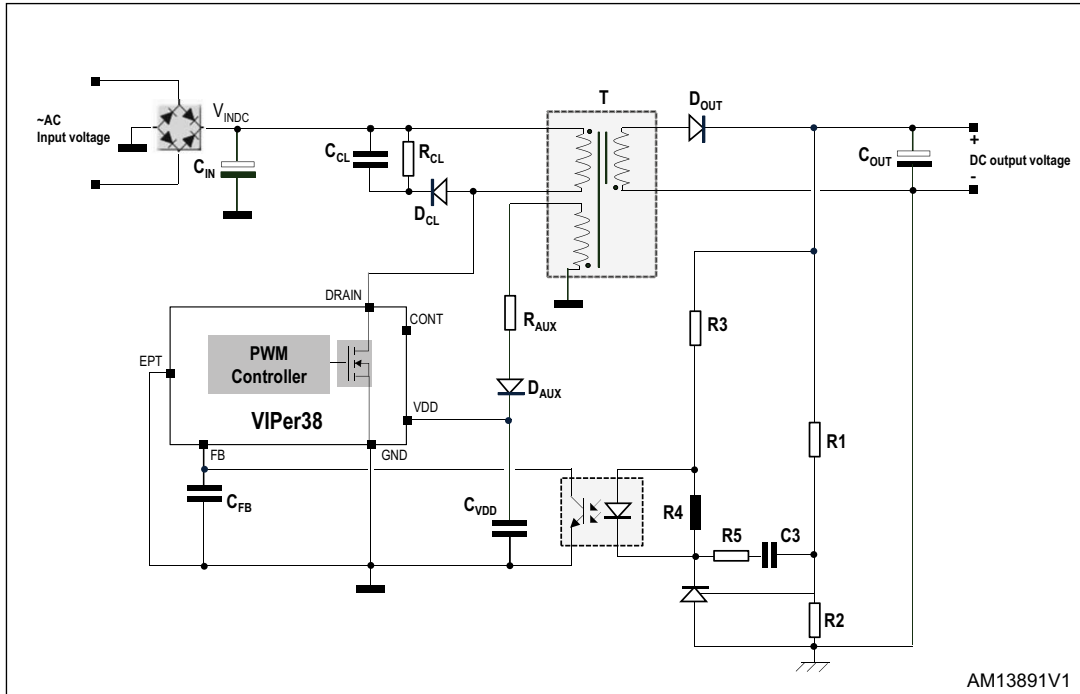 T
DOUT
~AC
Input voltage
VINDC
CCL
RCL
COUT
+
DC output voltage
-
CIN
DCL
DRAIN
CONT
RAUX
R3
EPT
PWM
Controller
DAUX
VIPer38
VDD
R1
FB
GND
CFB
CVDD
R4
R5
C3
R2
AM13891V1